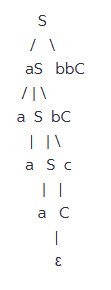 S
/ \
aS bbC
/ | \
a S bC
| | \
a S c
| |
a C
|
ε